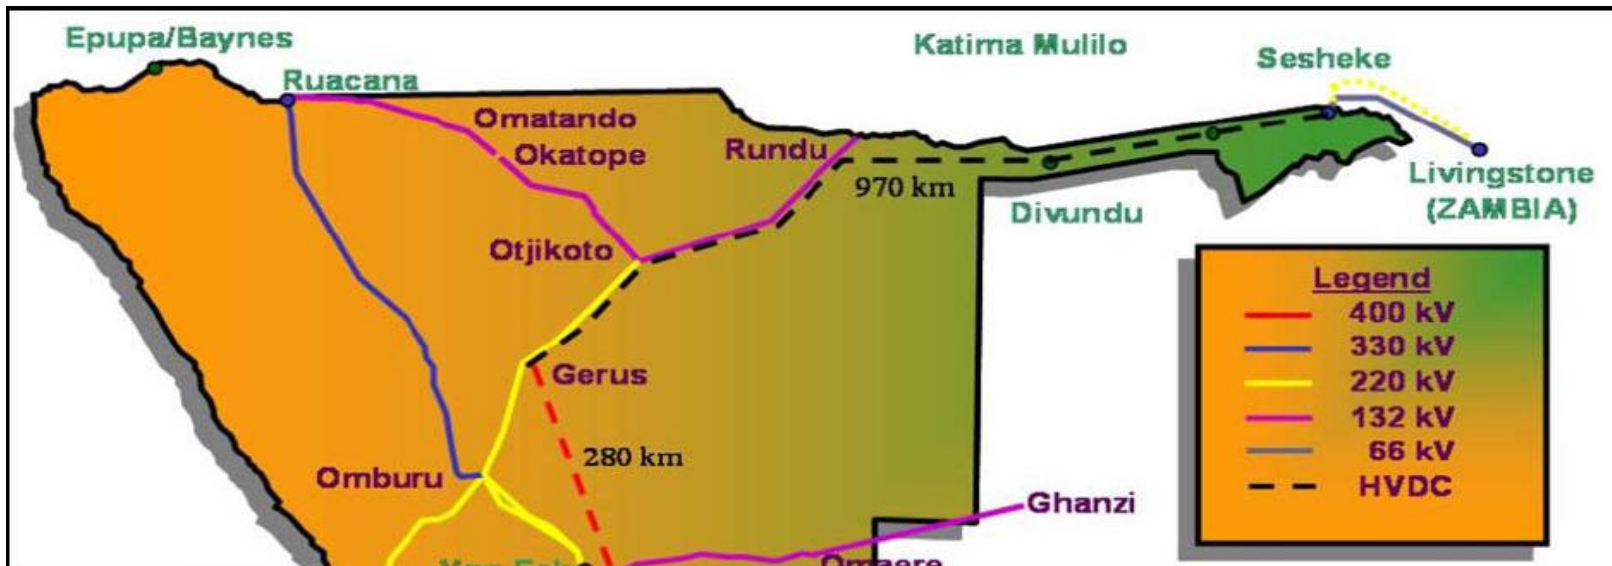 Epupa/Baynes
Katima Mulilo
Sesheke
Ruacana
Omatando
Okatope
Rundu
970 km
Livingstone
(ZAMBIA)
Divundu
Otjikoto
Legend
400 kV
330 kV
220 kV
132 kV
66 kV
HVDC
Gerus
280 km
Omburu
Ghanzi
Omaere